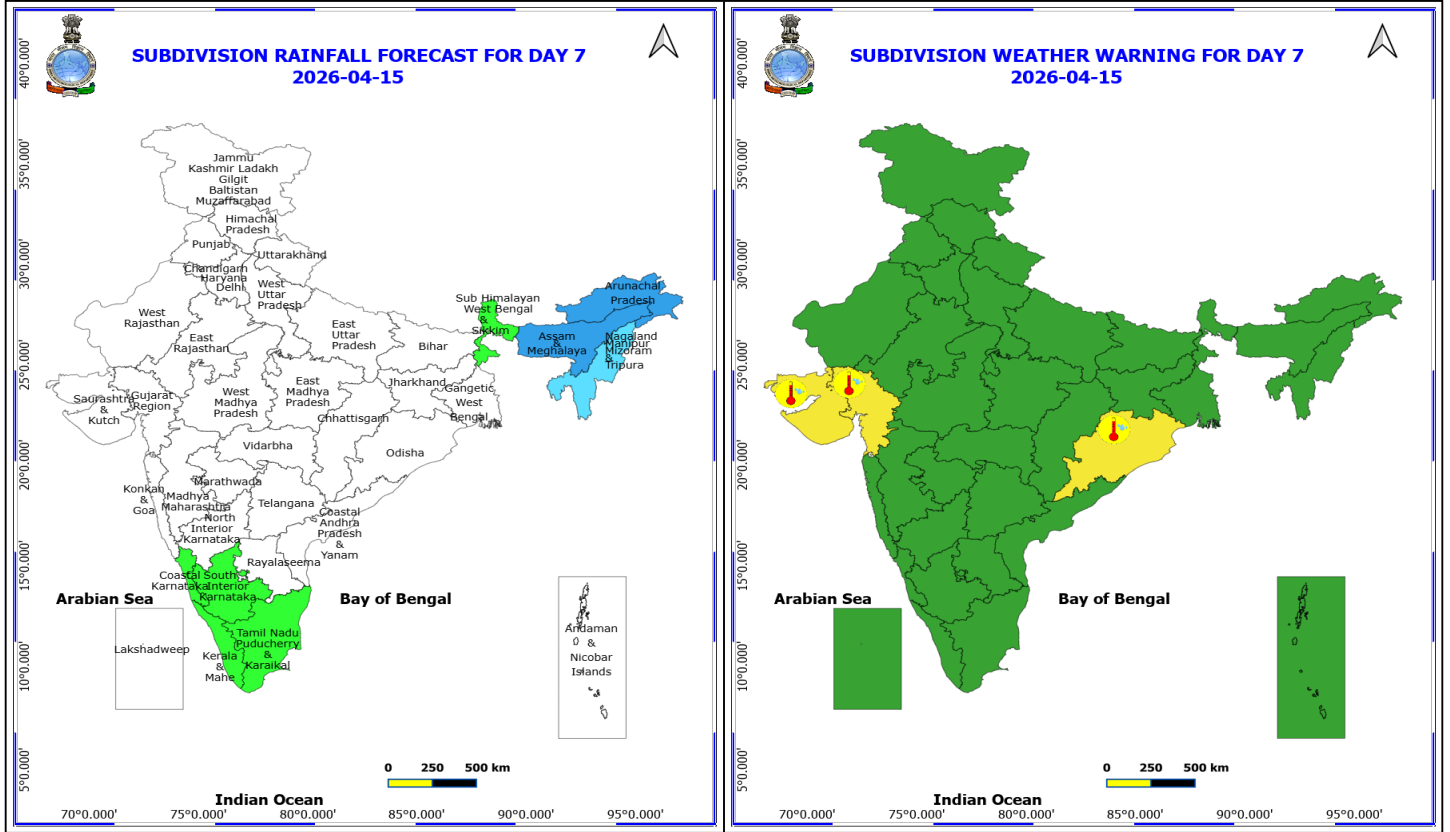 SUBDIVISION RAINFALL FORECAST FOR DAY 7
2026-04-15
40°0.000'
35°0.000'
30°0.000'
25°0.000'
20°0.000'
15°0.000'
10°0.000'
5°0.000'
Jammu
Kashmir Ladakh
Gilgit
Baltistan
Muzaffarabad
Himachal
Pradesh
Punjab
Uttarakhand
Chandigarh
Haryana
Delhi
West
Uttar
Pradesh
Sub Himalayan
West Bengal
&
Sikkim
Arunachal
Pradesh
West
Rajasthan
East
Rajasthan
East
Uttar
Pradesh
Bihar
Assam
&
Meghalaya
Nagaland
Manipur
Mizoram
&
Tripura
Saurashtra
&
Kutch
Gujarat
Region
West
Madhya
Pradesh
East
Madhya
Pradesh
Jharkhand
Gangetic
West
Bengal
Chhattisgarh
Vidarbha
Odisha
Konkan
&
Goa
Madhya
Maharashtra
Marathwada
Telangana
North
Interior
Karnataka
Coastal
Andhra
Pradesh
&
Yanam
Rayalaseema
Coastal
Karnataka
South
Interior
Karnataka
Arabian Sea
Bay of Bengal
Lakshadweep
Kerala
&
Mahe
Tamil Nadu
Puducherry
&
Karaikal
Andaman
&
Nicobar
Islands
0 250 500 km
Indian Ocean
70°0.000' 75°0.000' 80°0.000' 85°0.000' 90°0.000' 95°0.000'
SUBDIVISION WEATHER WARNING FOR DAY 7
2026-04-15
40°0.000'
35°0.000'
30°0.000'
25°0.000'
20°0.000'
15°0.000'
10°0.000'
5°0.000'
Arabian Sea
Bay of Bengal
0 250 500 km
Indian Ocean
70°0.000' 75°0.000' 80°0.000' 85°0.000' 90°0.000' 95°0.000'